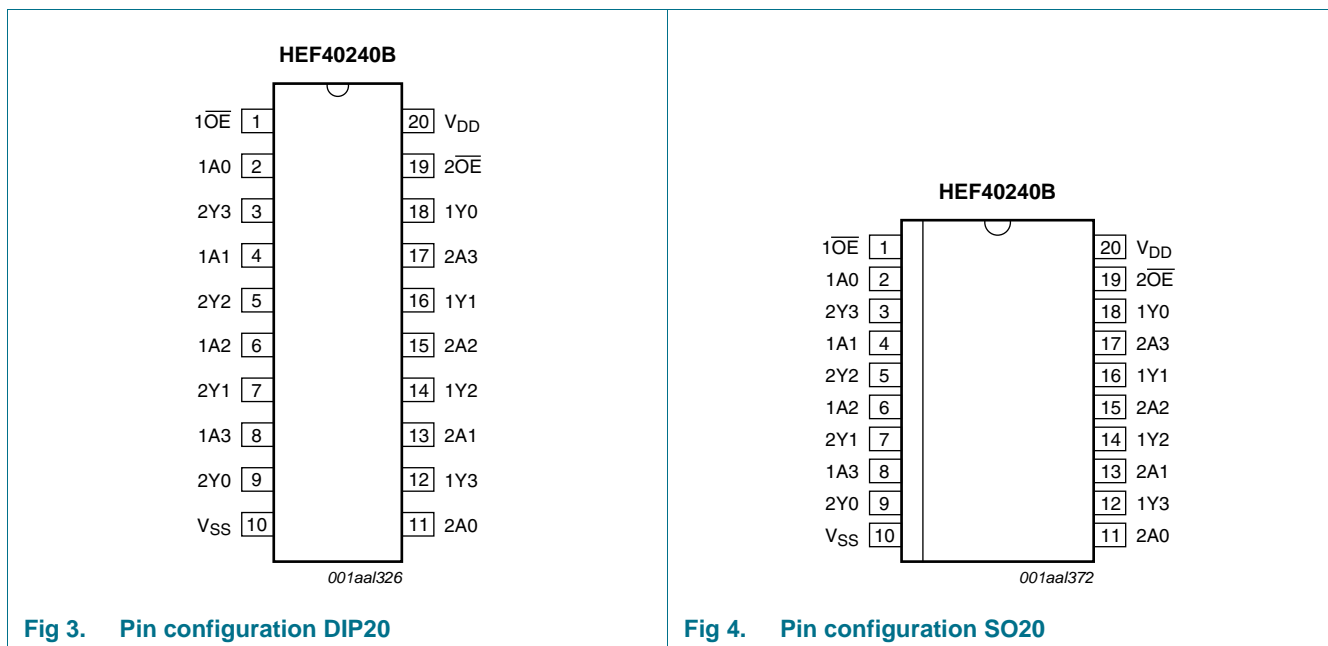 HEF40240B
1O̅E̅ 1 20 VDD
1A0 2 19 2O̅E̅
2Y3 3 18 1Y0
1A1 4 17 2A3
2Y2 5 16 1Y1
1A2 6 15 2A2
2Y1 7 14 1Y2
1A3 8 13 2A1
2Y0 9 12 1Y3
VSS 10 11 2A0
001aal326
Fig 3. Pin configuration DIP20
HEF40240B
1O̅E̅ 1 20 VDD
1A0 2 19 2O̅E̅
2Y3 3 18 1Y0
1A1 4 17 2A3
2Y2 5 16 1Y1
1A2 6 15 2A2
2Y1 7 14 1Y2
1A3 8 13 2A1
2Y0 9 12 1Y3
VSS 10 11 2A0
001aal372
Fig 4. Pin configuration SO20